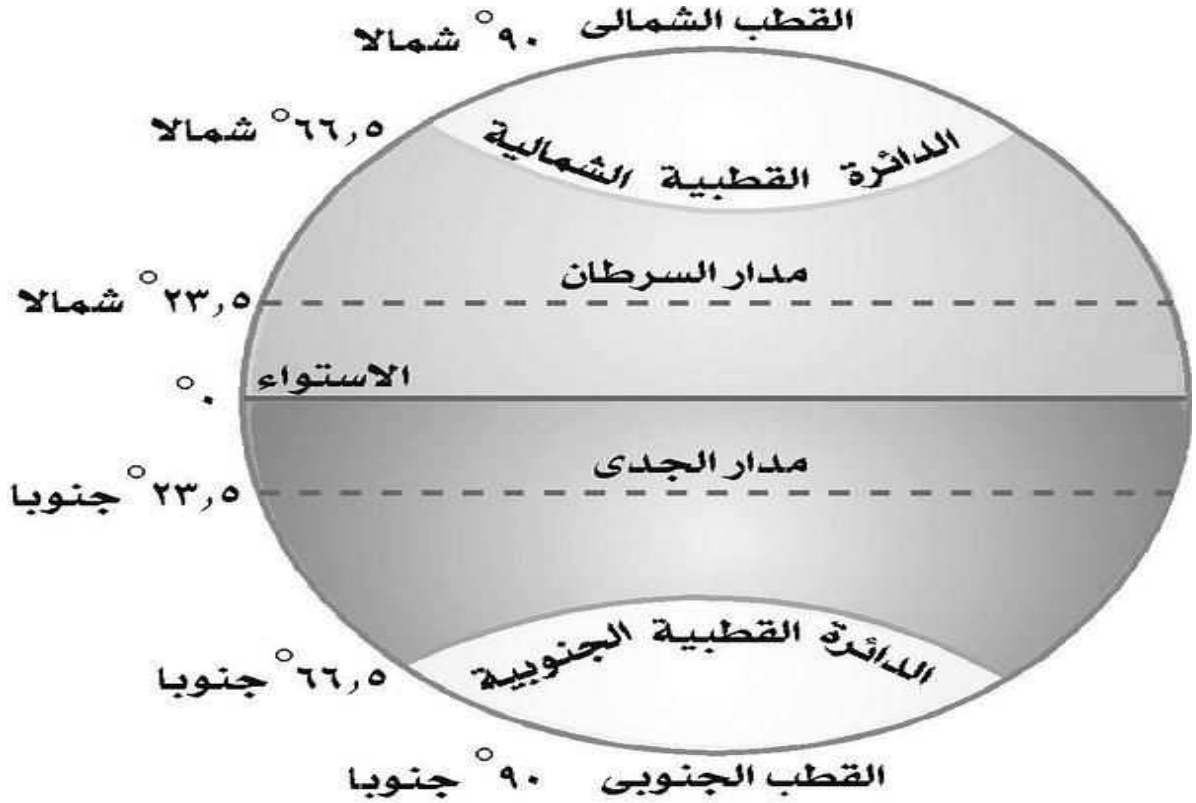 القطب الشمالى ٩٠° شمالا
٦٦,٥° شمالا
الدائرة القطبية الشمالية
مدار السرطان
٢٣,٥° شمالا
الاستواء
٠°
مدار الجدى
٢٣,٥° جنوبا
الدائرة القطبية الجنوبية
٦٦,٥° جنوبا
القطب الجنوبى ٩٠° جنوبا